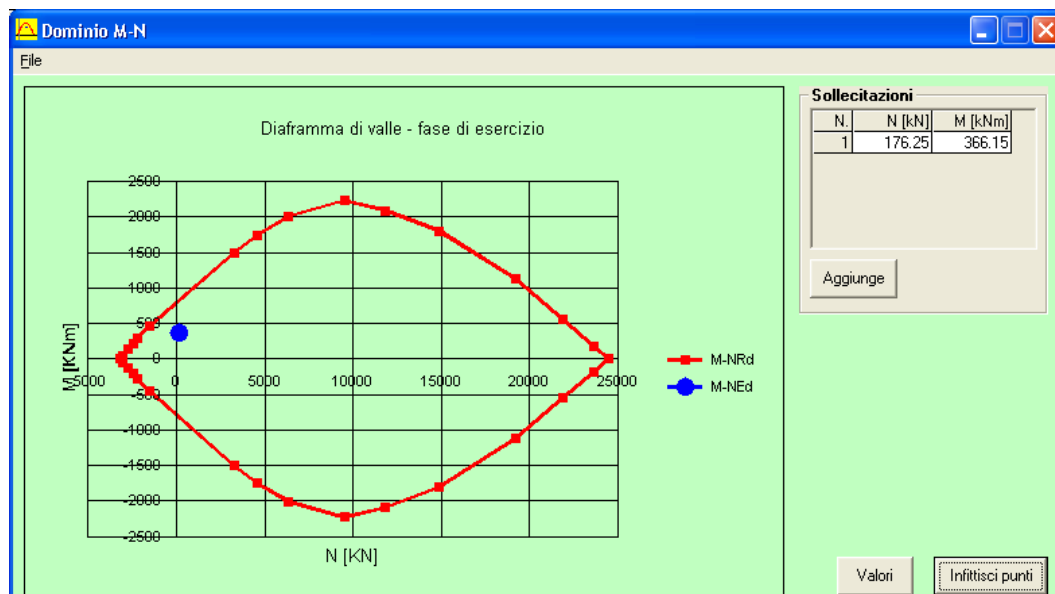 Dominio M-N
File
Diaframma di valle - fase di esercizio
2500
2000
1500
1000
500
0
-500
-1000
-1500
-2000
-2500
M [KNm]
-5000 0 5000 10000 15000 20000 25000
N [KN]
M-NRd
M-NEd
Sollecitazioni
N. N [kN] M [kNm]
1 176.25 366.15
Aggiunge
Valori
Infittisci punti